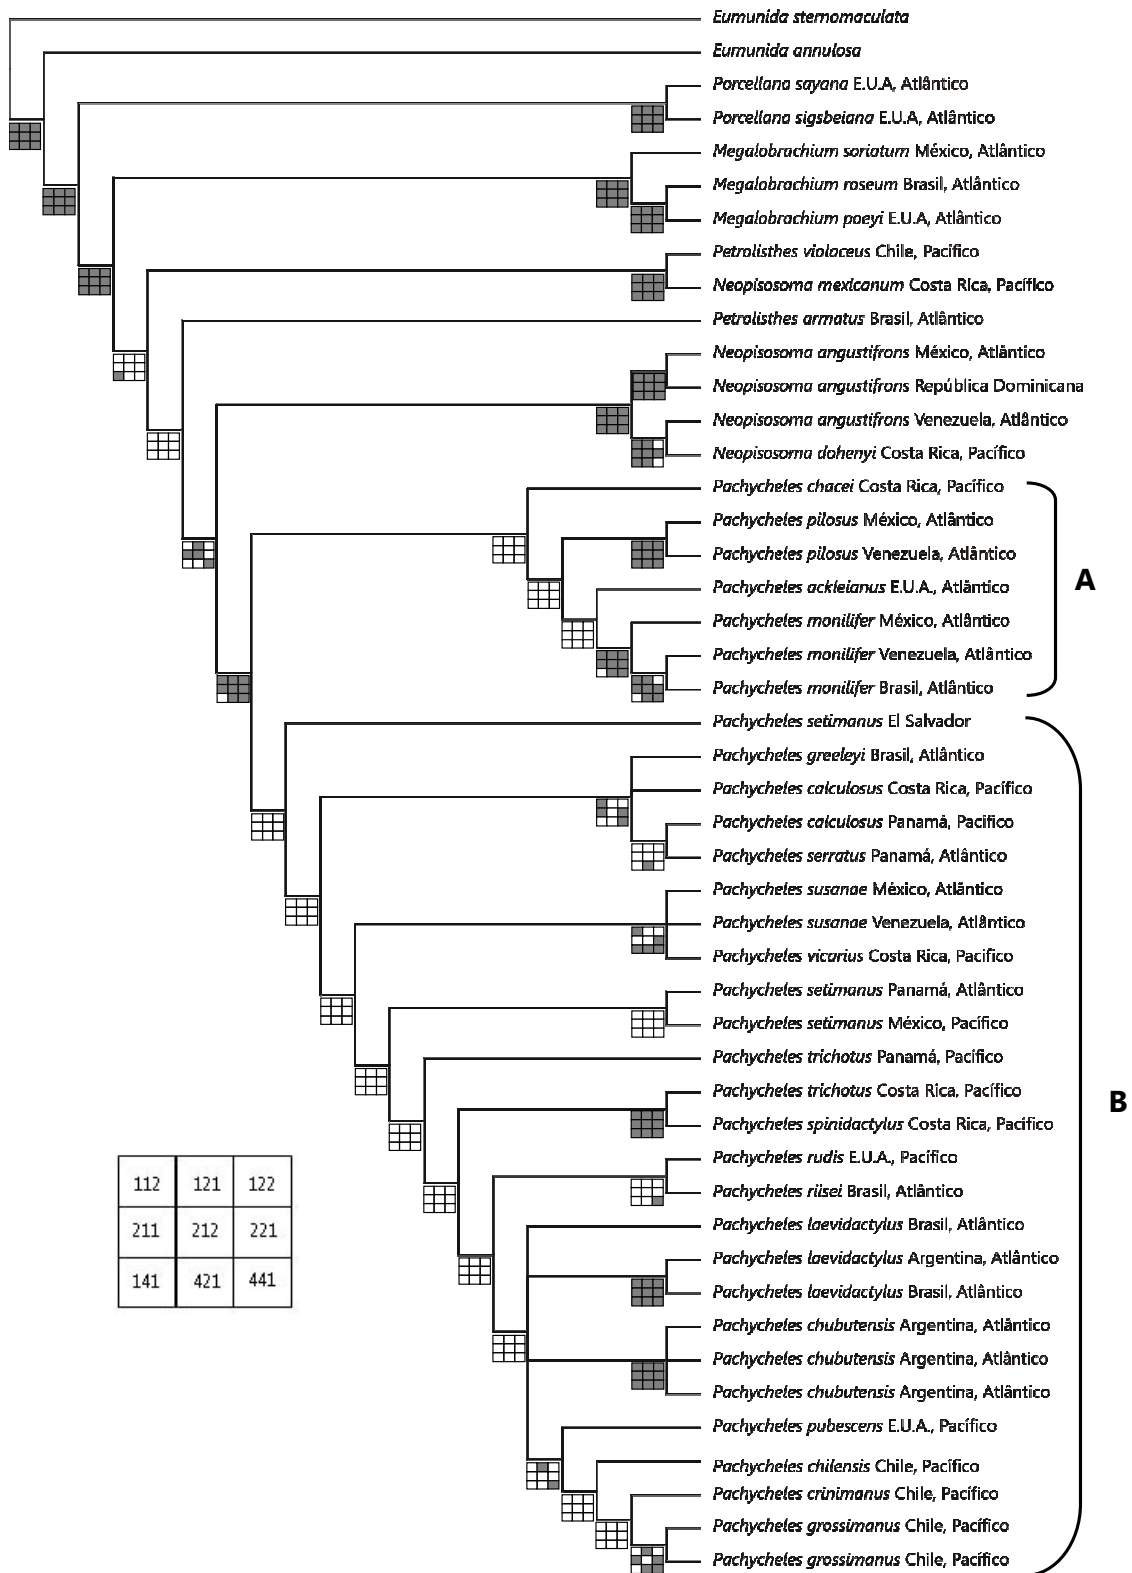 Eumunida sternomaculata
Eumunida annulosa
Porcellana sayana E.U.A, Atlântico
Porcellana sigsbeiana E.U.A, Atlântico
Megalobrachium soriatum México, Atlântico
Megalobrachium roseum Brasil, Atlântico
Megalobrachium poeyi E.U.A, Atlântico
Petrolisthes violaceus Chile, Pacífico
Neopisosoma mexicanum Costa Rica, Pacífico
Petrolisthes armatus Brasil, Atlântico
Neopisosoma angustifrons México, Atlântico
Neopisosoma angustifrons República Dominicana
Neopisosoma angustifrons Venezuela, Atlântico
Neopisosoma dohenyi Costa Rica, Pacífico
Pachycheles chacei Costa Rica, Pacífico
Pachycheles pilosus México, Atlântico
Pachycheles pilosus Venezuela, Atlântico
A
Pachycheles ackleianus E.U.A., Atlântico
Pachycheles monilifer México, Atlântico
Pachycheles monilifer Venezuela, Atlântico
Pachycheles monilifer Brasil, Atlântico
Pachycheles setimanus El Salvador
Pachycheles greeleyi Brasil, Atlântico
Pachycheles calculosus Costa Rica, Pacífico
Pachycheles calculosus Panamá, Pacifico
Pachycheles serratus Panamá, Atlântico
Pachycheles susanae México, Atlântico
Pachycheles susanae Venezuela, Atlântico
Pachycheles vicarius Costa Rica, Pacifico
Pachycheles setimanus Panamá, Atlântico
Pachycheles setimanus México, Pacífico
Pachycheles trichotus Panamá, Pacífico
Pachycheles trichotus Costa Rica, Pacífico
B
Pachycheles spinidactylus Costa Rica, Pacífico
Pachycheles rudis E.U.A., Pacífico
Pachycheles riisei Brasil, Atlântico
Pachycheles laevidactylus Brasil, Atlântico
Pachycheles laevidactylus Argentina, Atlântico
Pachycheles laevidactylus Brasil, Atlântico
Pachycheles chubutensis Argentina, Atlântico
Pachycheles chubutensis Argentina, Atlântico
Pachycheles chubutensis Argentina, Atlântico
Pachycheles pubescens E.U.A., Pacífico
Pachycheles chilensis Chile, Pacífico
Pachycheles crinimanus Chile, Pacífico
Pachycheles grossimanus Chile, Pacífico
Pachycheles grossimanus Chile, Pacífico
112 121 122
211 212 221
141 421 441